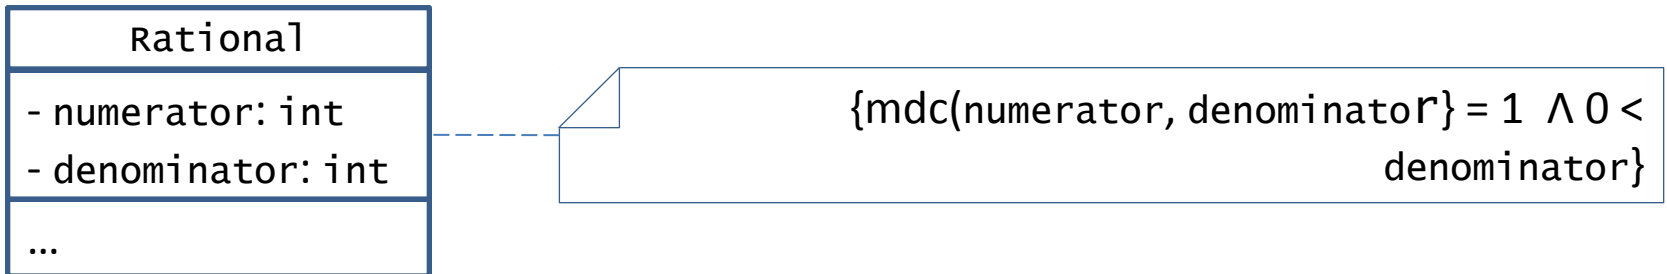 Rational
- numerator: int
- denominator: int
...
{mdc(numerator, denominator} = 1 ∧ 0 <
denominator}